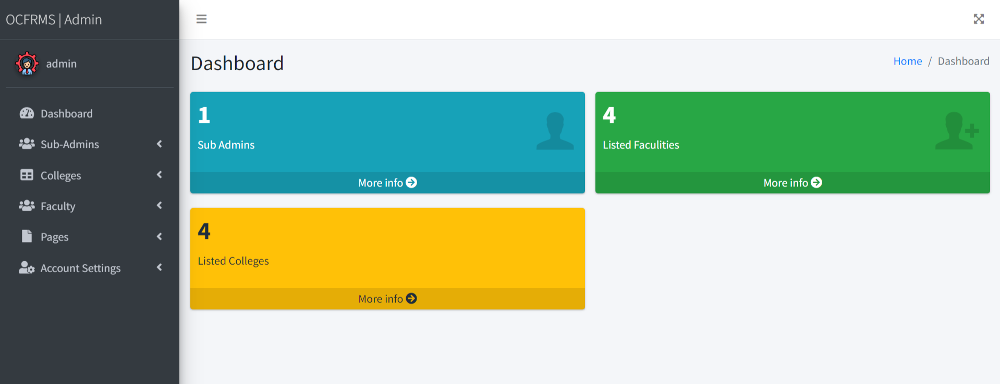 OCFRMS | Admin
admin
Dashboard
Sub-Admins
Colleges
Faculty
Pages
Account Settings
Dashboard
Home / Dashboard
1
Sub Admins
More info
4
Listed Faculities
More info
4
Listed Colleges
More info